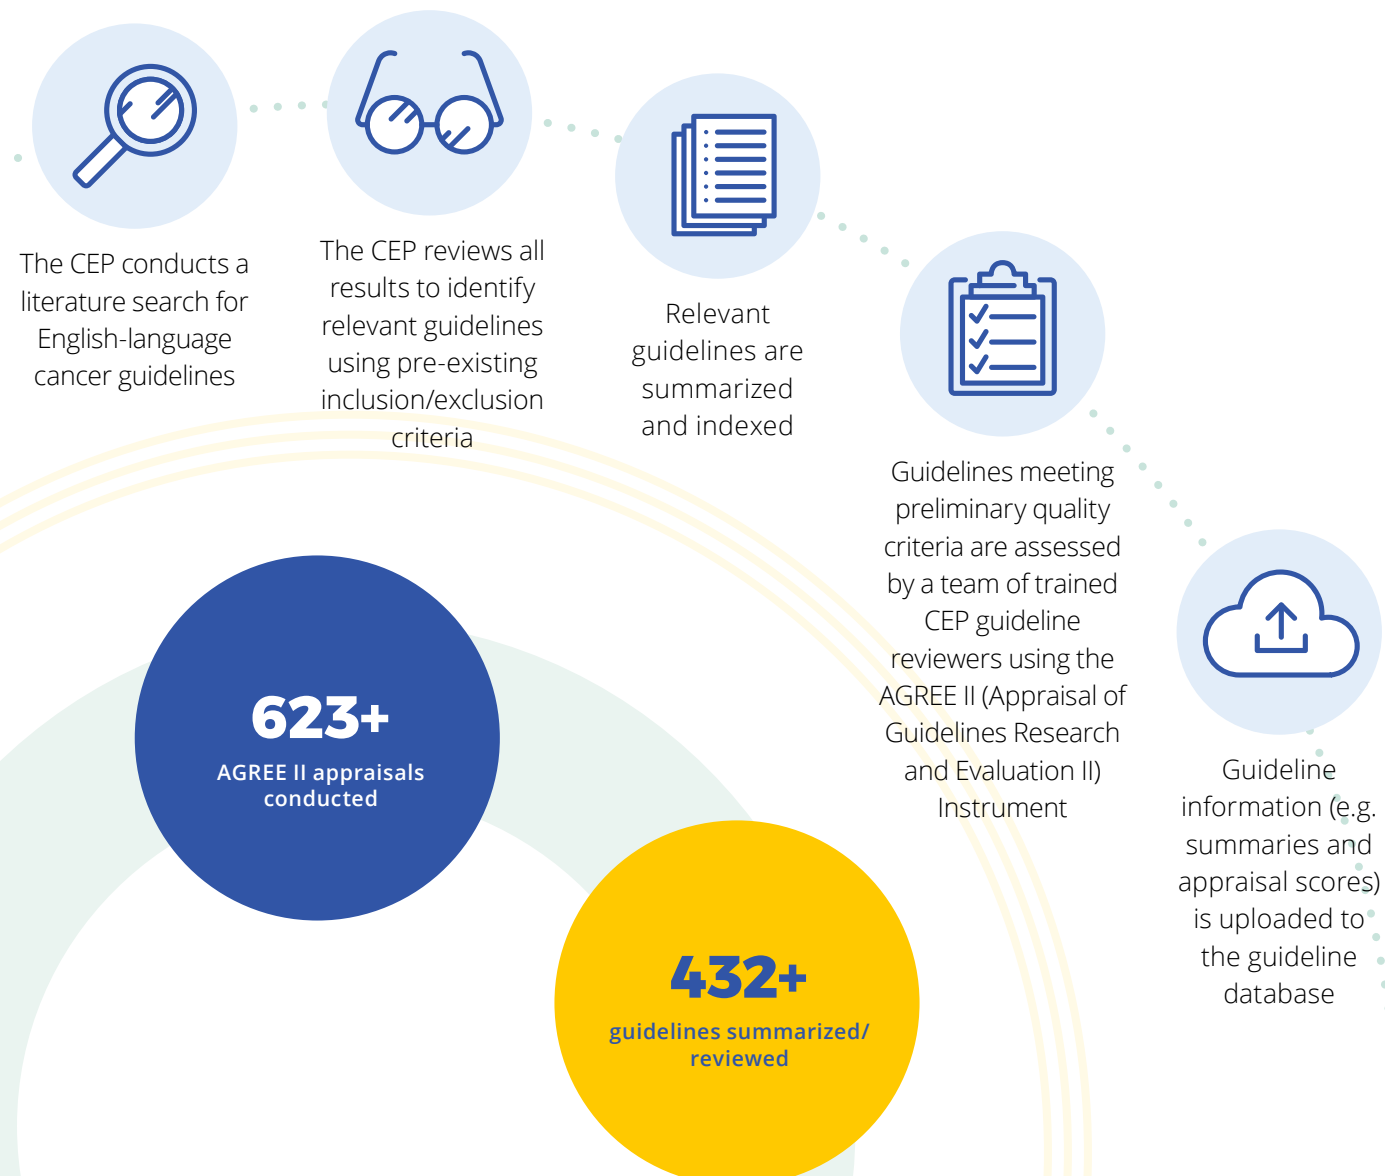 The CEP conducts a
literature search for
English-language
cancer guidelines
The CEP reviews all
results to identify
relevant guidelines
using pre-existing
inclusion/exclusion
criteria
Relevant
guidelines are
summarized
and indexed
Guidelines meeting
preliminary quality
criteria are assessed
by a team of trained
CEP guideline
reviewers using the
AGREE II (Appraisal of
Guidelines Research
and Evaluation II)
Instrument
Guideline
information (e.g.
summaries and
appraisal scores)
is uploaded to
the guideline
database
623+
AGREE II appraisals
conducted
432+
guidelines summarized/
reviewed